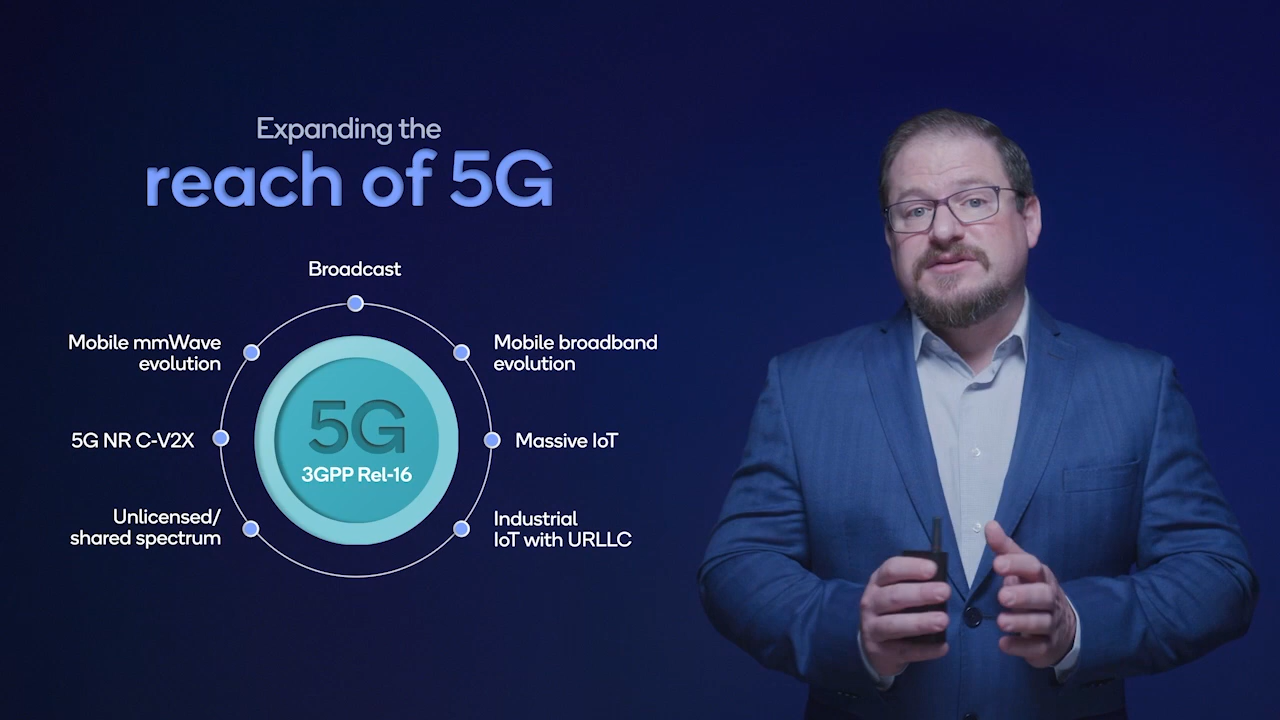 Expanding the
reach of 5G
Broadcast
Mobile mmWave
evolution
Mobile broadband
evolution
5G NR C-V2X
5G
3GPP Rel-16
Massive IoT
Unlicensed/
shared spectrum
Industrial
IoT with URLLC